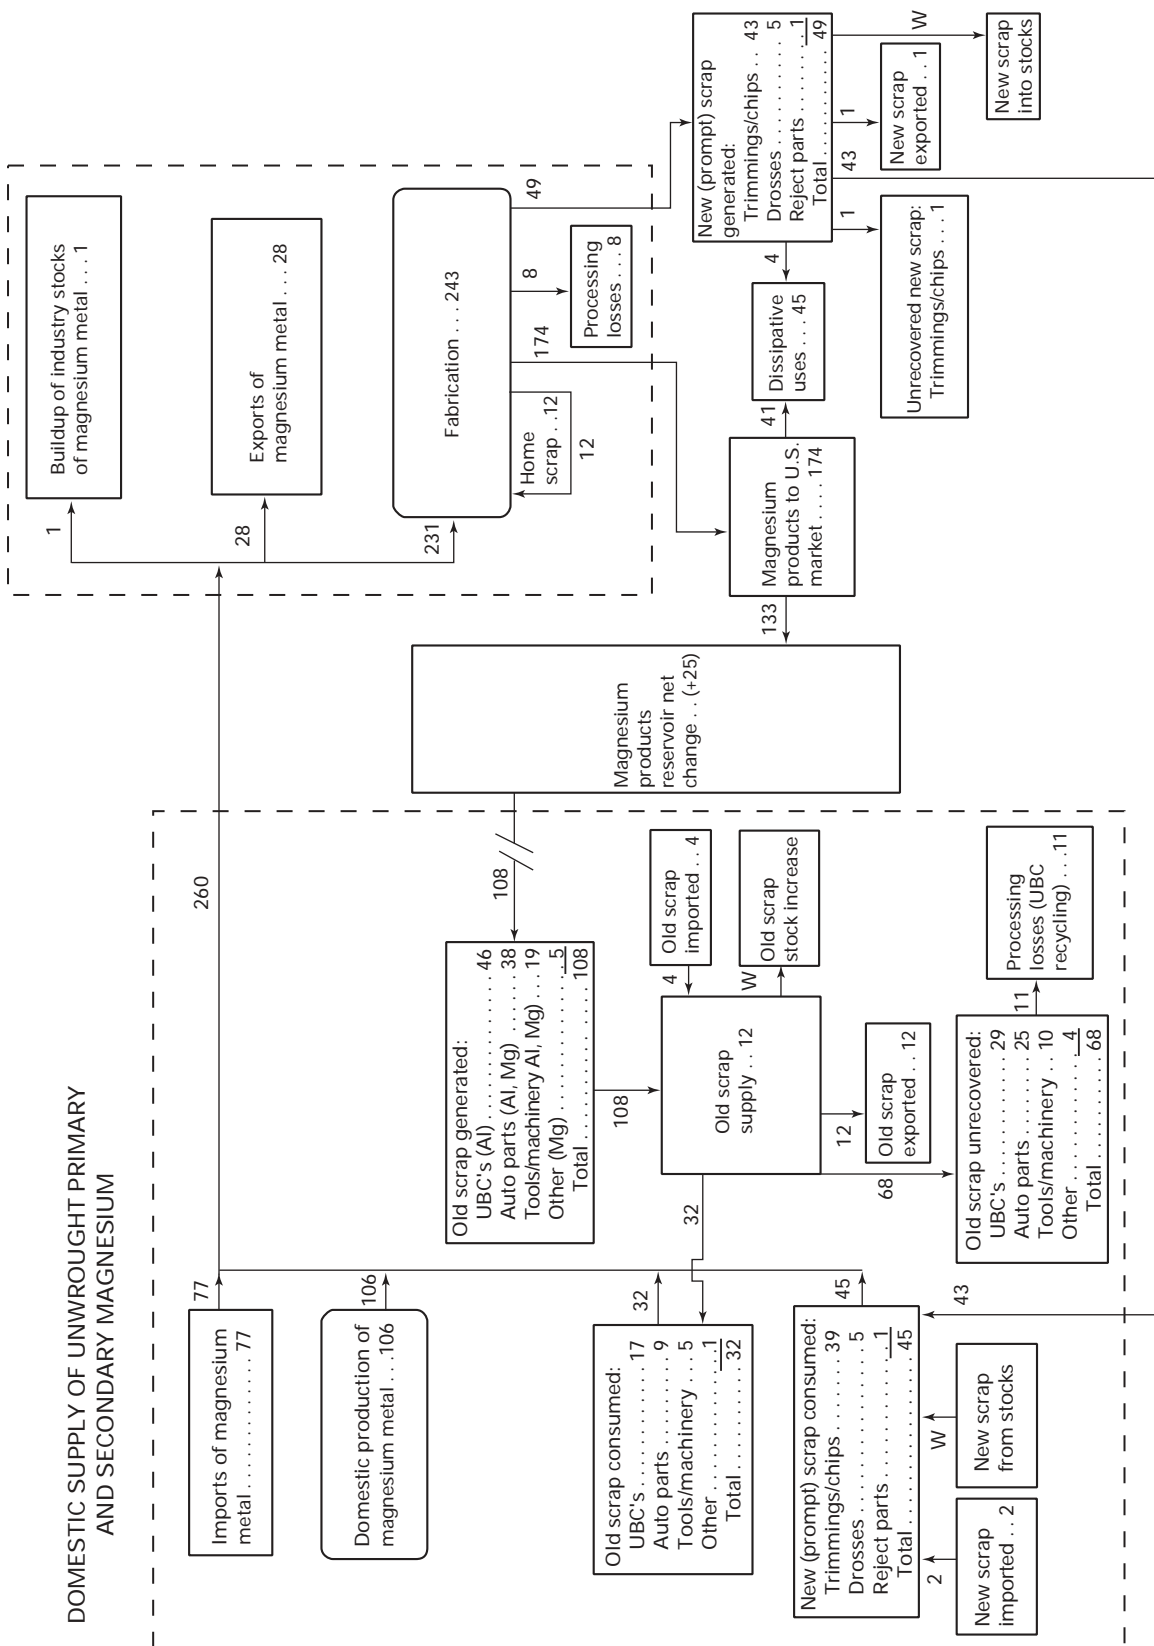 DOMESTIC SUPPLY OF UNWROUGHT PRIMARY
AND SECONDARY MAGNESIUM
Imports of magnesium
metal . . . . . . . . . . . . 77
77
Domestic production of
magnesium metal . . .106
106
Old scrap consumed:
UBC's . . . . . . . . . . . . 17
Auto parts . . . . . . . . . 9
Tools/machinery . . . 5
Other . . . . . . . . . . . . 1
Total . . . . . . . . . . . 32
32
New (prompt) scrap consumed:
Trimmings/chips . . . . . . . . 39
Drosses . . . . . . . . . . . . . . . 5
Reject parts . . . . . . . . . . . . 1
Total . . . . . . . . . . . . . . . . 45
45
New scrap
imported . . 2
2
New scrap
from stocks
W
43
260
Old scrap generated:
UBC's (Al) . . . . . . . . . . . . . 46
Auto parts (Al, Mg) . . . . . . 38
Tools/machinery Al, Mg) . . . 19
Other (Mg) . . . . . . . . . . . . . 5
Total . . . . . . . . . . . . . . . 108
108
108
Old scrap
supply . . 12
32
Old scrap
imported . . 4
4
Old scrap
stock increase
W
Old scrap
exported . . 12
12
68
Old scrap unrecovered:
UBC's . . . . . . . . . . . . 29
Auto parts . . . . . . . . . 25
Tools/machinery . . . 10
Other . . . . . . . . . . . . . 4
Total . . . . . . . . . . . . 68
11
Processing
losses (UBC
recycling) . . . 11
Magnesium
products
reservoir net
change . . (+25)
133
Magnesium
products to U.S.
market . . . . 174
41
Dissipative
uses . . . 45
4
1
Buildup of industry stocks
of magnesium metal . . . 1
28
Exports of
magnesium metal . . . 28
231
Fabrication . . . 243
Home
scrap . . 12
12
174
8
Processing
losses . . . 8
49
New (prompt) scrap
generated:
Trimmings/chips . . . 43
Drosses . . . . . . . . . . 5
Reject parts . . . . . . . 1
Total . . . . . . . . . . . 49
1
Unrecovered new scrap:
Trimmings/chips . . . . 1
43
1
New scrap
exported . . 1
W
New scrap
into stocks